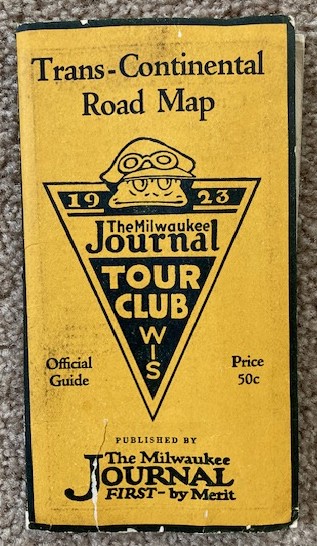 Trans-Continental
Road Map
19 23
The Milwaukee
Journal
TOUR
CLUB
WIS
Official
Guide
Price
50c
PUBLISHED BY
The Milwaukee
JOURNAL
FIRST - by Merit